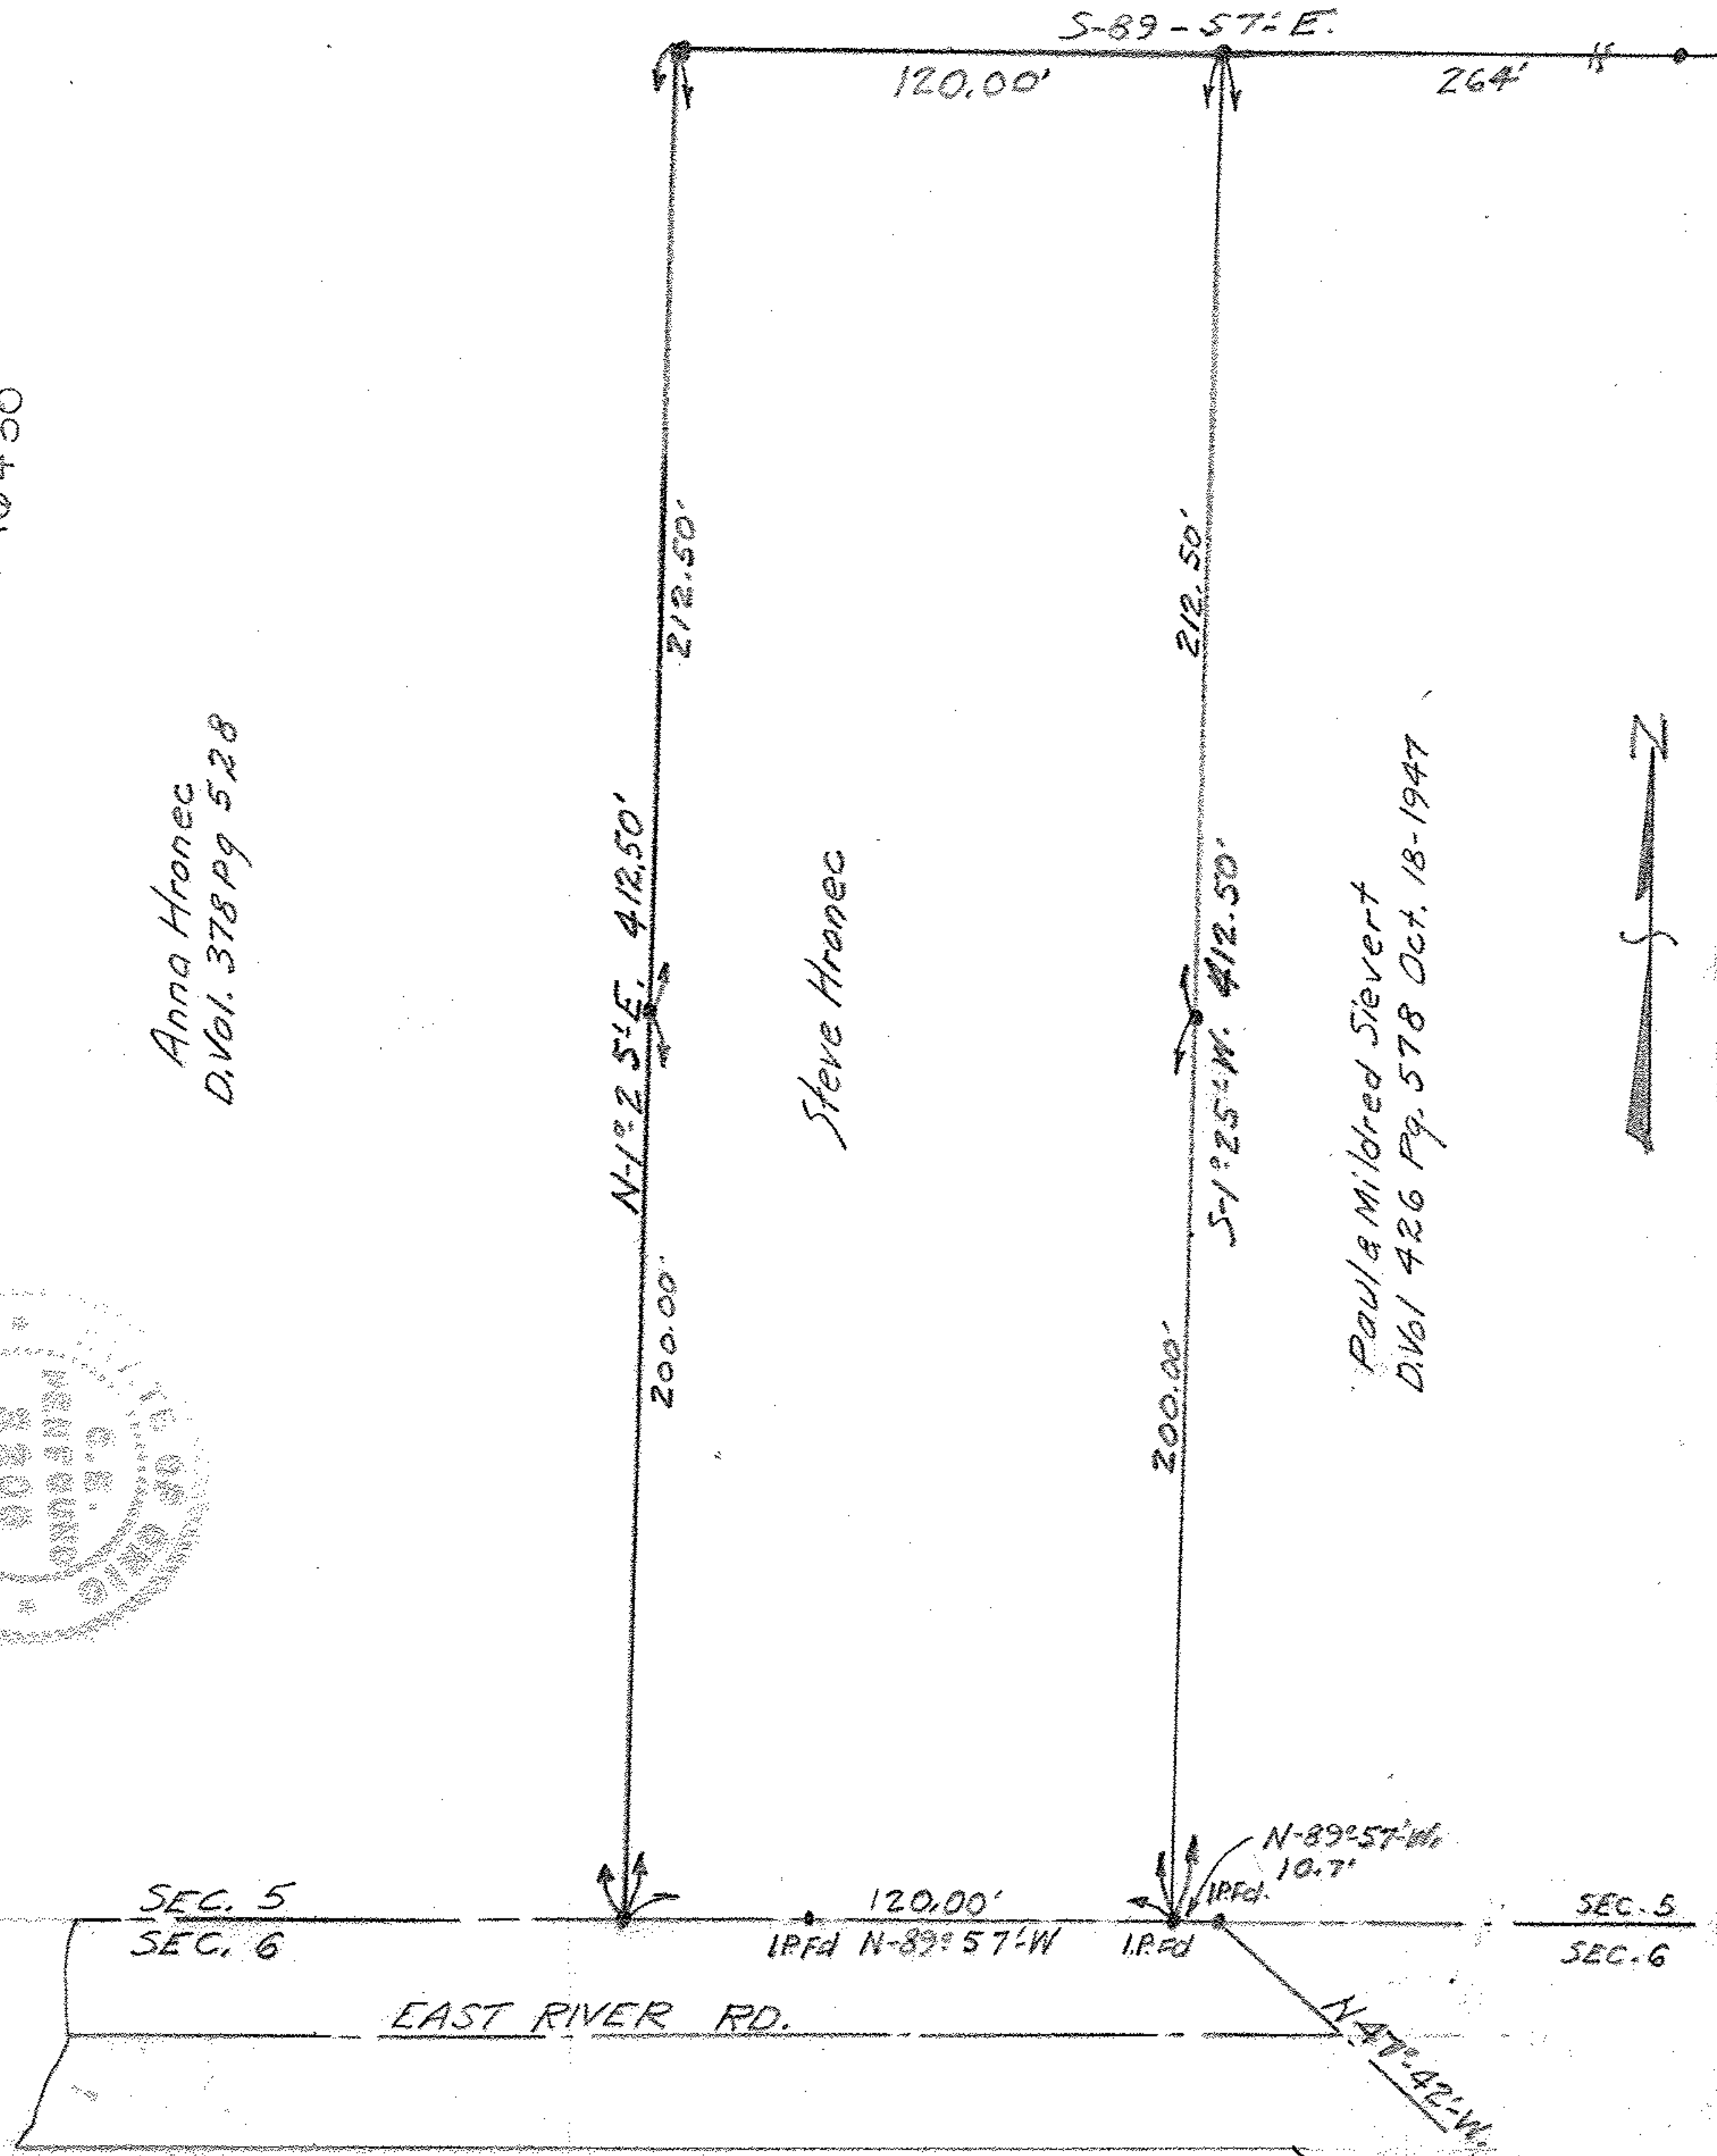 S-89-57'-E.
120.00'
264'
212.50'
212.50'
Anna Hronec
D.Vol. 378 Pg 528
N-1°25'-E. 412.50'
Steve Hronec
S-1°25'-W. 412.50'
Paul & Mildred Sievert
D.Vol 426 Pg. 578 Oct. 18-1947
N
200.00'
200.00'
C.E.
OF OHIO
N-89°57'-W.
10.7'
I.P.Fd.
SEC. 5
120.00'
SEC. 5
SEC. 6
I.P.Fd N-89°57'-W
I.P.Fd
SEC. 6
EAST RIVER RD.
N-47°-42'-W.